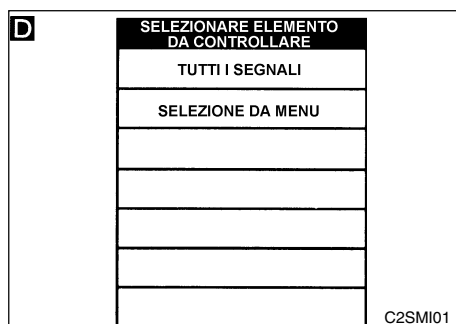 D
SELEZIONARE ELEMENTO
DA CONTROLLARE
TUTTI I SEGNALI
SELEZIONE DA MENU
C2SMI01